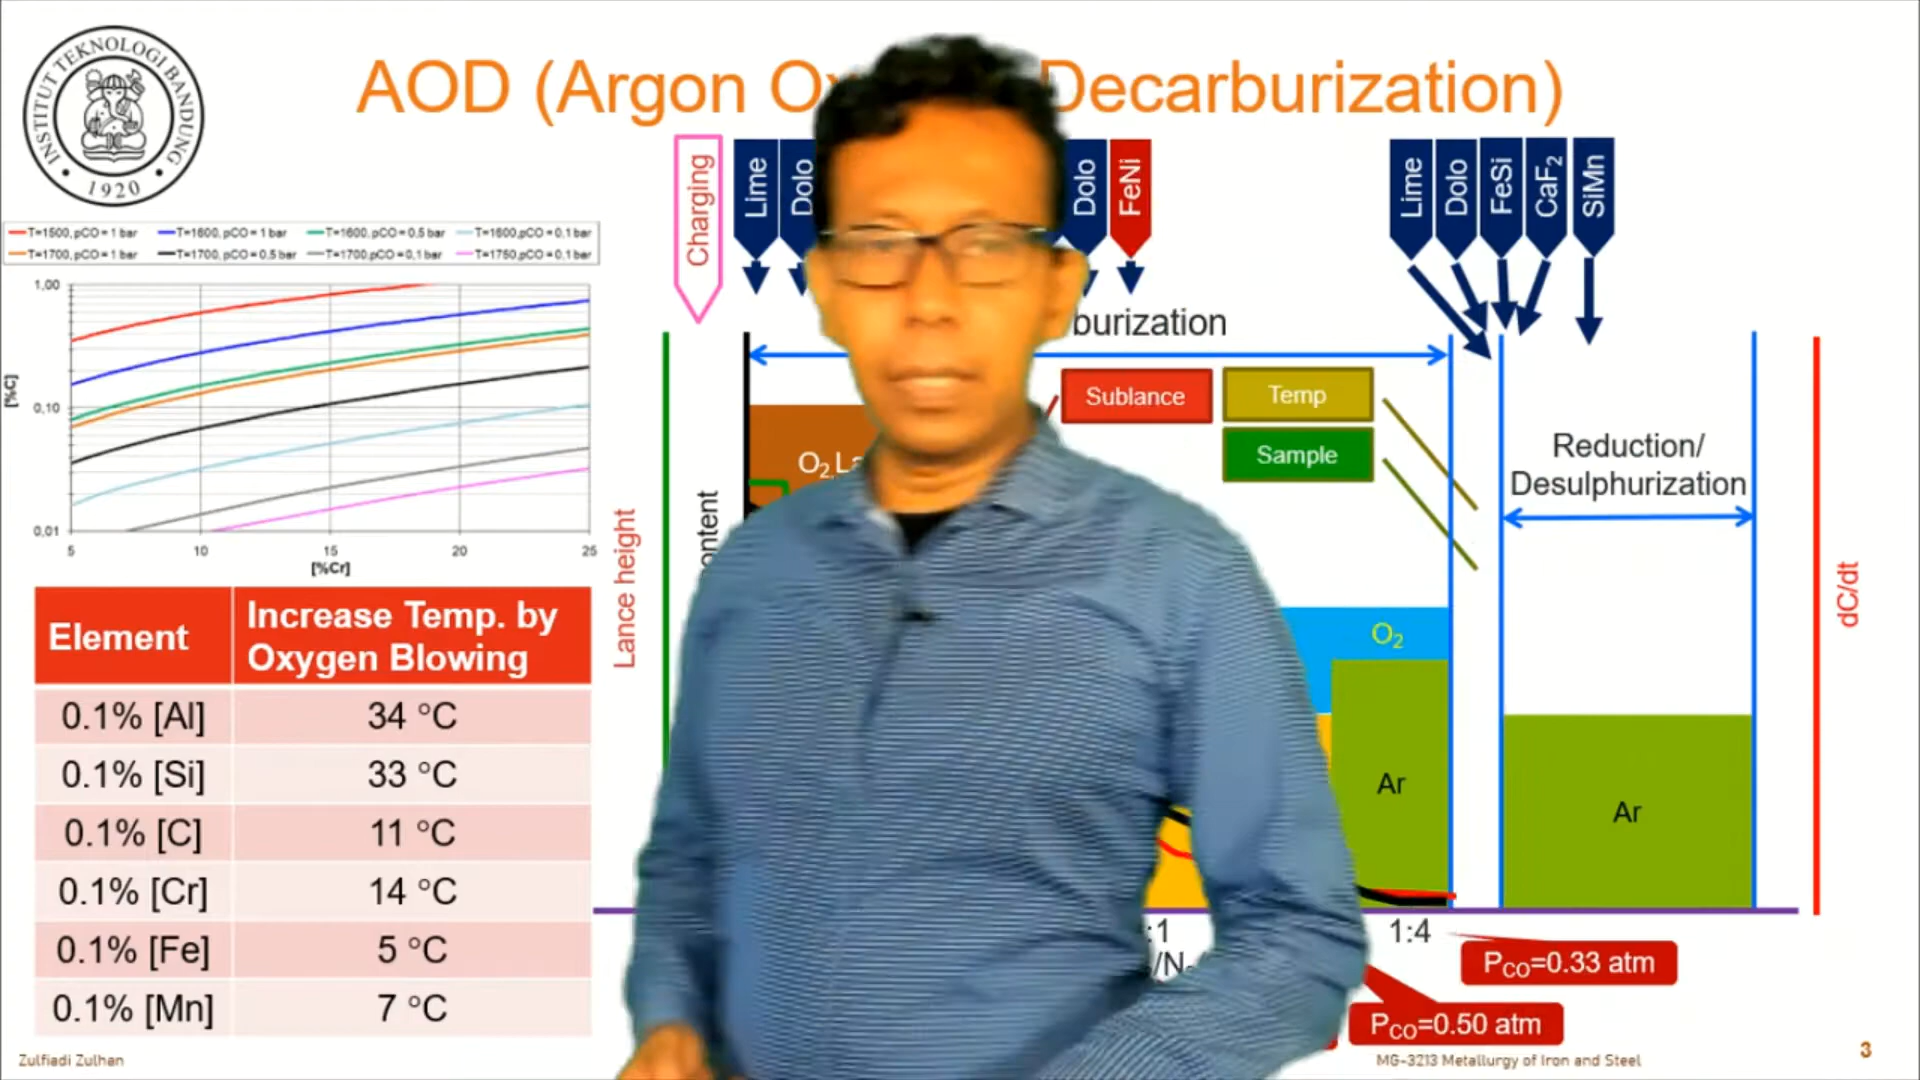 INSTITUT TEKNOLOGI BANDUNG
1920
AOD (Argon O
Decarburization)
Charging
Lime
Dolo
Dolo
FeNi
Lime
Dolo
FeSi
CaF₂
SiMn
T=1500, pCO = 1 bar
T=1600, pCO = 1 bar
T=1600, pCO = 0,5 bar
T=1600, pCO = 0,1 bar
T=1700, pCO = 1 bar
T=1700, pCO = 0,5 bar
T=1700, pCO = 0,1 bar
T=1750, pCO = 0,1 bar
1,00
0,10
0,01
[%C]
5 10 15 20 25
[%Cr]
burization
Sublance
Temp
Sample
O₂ La
Reduction/
Desulphurization
Lance height
ontent
dC/dt
O₂
Ar
Ar
Element
Increase Temp. by
Oxygen Blowing
0.1% [Al] 34 °C
0.1% [Si] 33 °C
0.1% [C] 11 °C
0.1% [Cr] 14 °C
0.1% [Fe] 5 °C
0.1% [Mn] 7 °C
:1
1:4
/N
P_CO=0.33 atm
P_CO=0.50 atm
Zulfiadi Zulhan
MG-3213 Metallurgy of Iron and Steel
3